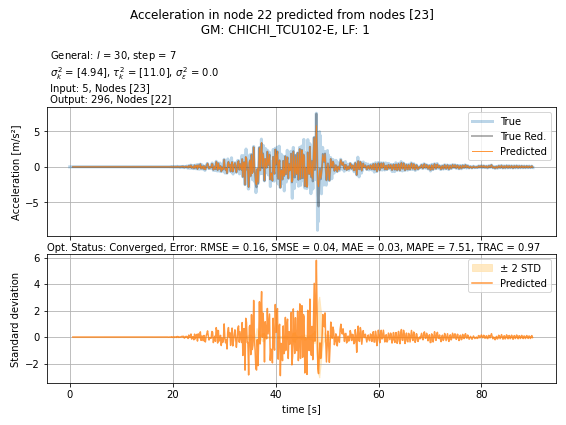 Acceleration in node 22 predicted from nodes [23]
GM: CHICHI_TCU102-E, LF: 1
General: l = 30, step = 7
σ²ₖ = [4.94], τ²ₖ = [11.0], σ²ε = 0.0
Input: 5, Nodes [23]
Output: 296, Nodes [22]
Acceleration [m/s²]
5
0
−5
True
True Red.
Predicted
Opt. Status: Converged, Error: RMSE = 0.16, SMSE = 0.04, MAE = 0.03, MAPE = 7.51, TRAC = 0.97
Standard deviation
6
4
2
0
−2
± 2 STD
Predicted
0 20 40 60 80
time [s]